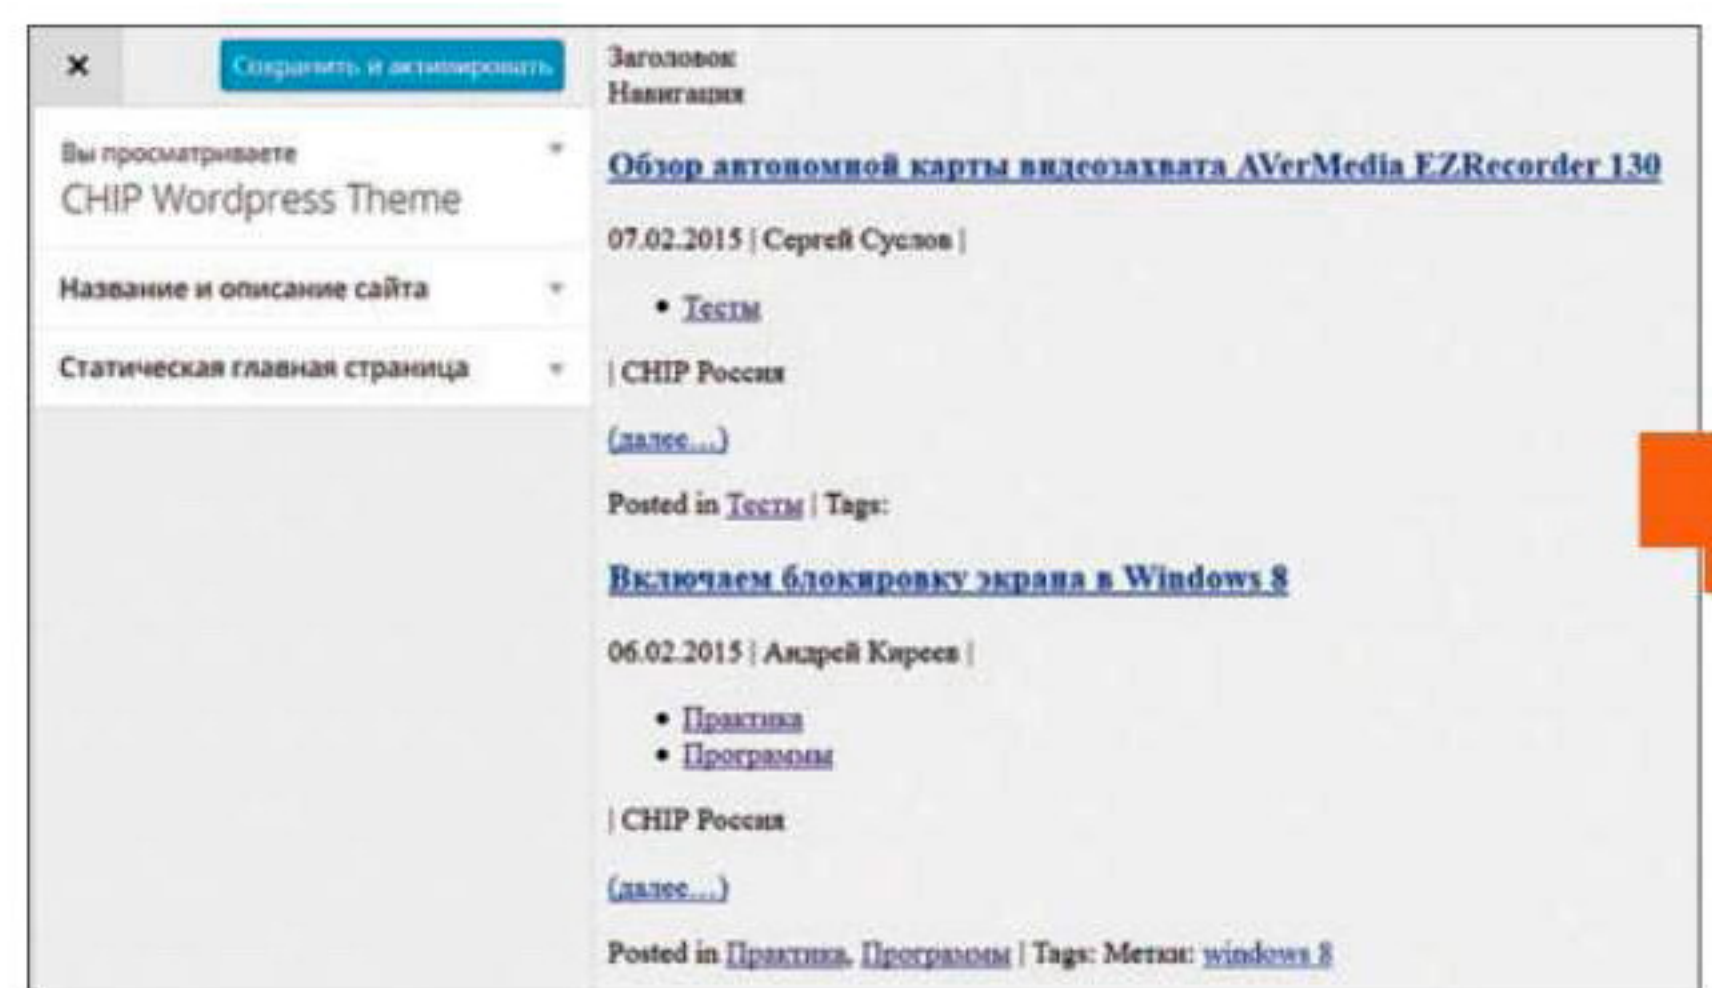 Сохранить и активировать
Вы просматриваете
CHIP Wordpress Theme
Название и описание сайта
Статическая главная страница
Заголовок
Навигация
Обзор автономной карты видеозахвата AVerMedia EZRecorder 130
07.02.2015 | Сергей Суслов |
Тесты
| CHIP Россия
(далее…)
Posted in Тесты | Tags:
Включаем блокировку экрана в Windows 8
06.02.2015 | Андрей Киреев |
Практика
Программы
| CHIP Россия
(далее…)
Posted in Практика, Программы | Tags: Метки: windows 8